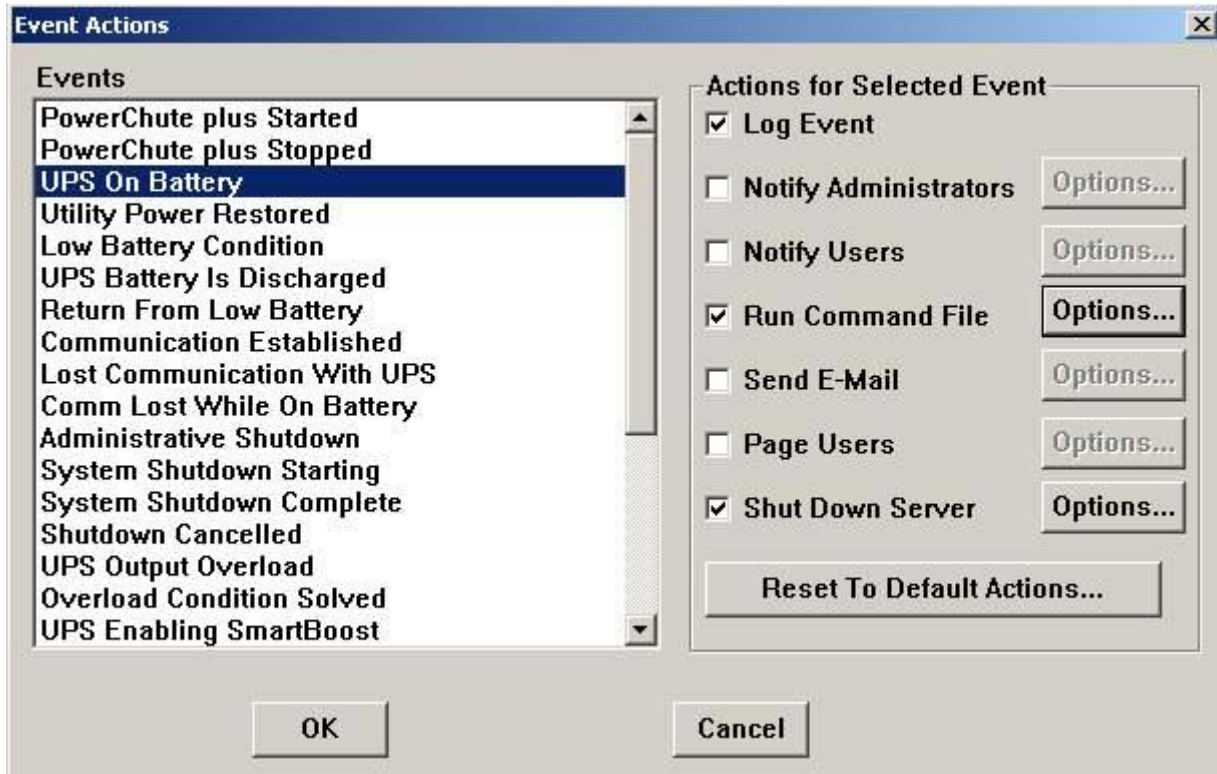 Event Actions
Events
PowerChute plus Started
PowerChute plus Stopped
UPS On Battery
Utility Power Restored
Low Battery Condition
UPS Battery Is Discharged
Return From Low Battery
Communication Established
Lost Communication With UPS
Comm Lost While On Battery
Administrative Shutdown
System Shutdown Starting
System Shutdown Complete
Shutdown Cancelled
UPS Output Overload
Overload Condition Solved
UPS Enabling SmartBoost
Actions for Selected Event
Log Event
Notify Administrators Options...
Notify Users Options...
Run Command File Options...
Send E-Mail Options...
Page Users Options...
Shut Down Server Options...
Reset To Default Actions...
OK Cancel